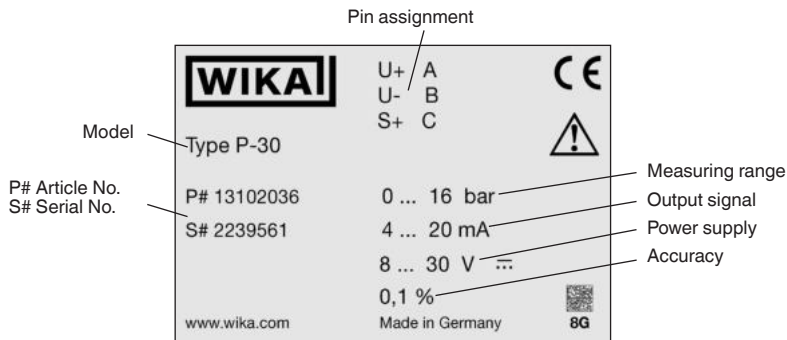 Pin assignment
WIKA
U+ A
U- B
S+ C
CE
Model
Type P-30
P# Article No.
S# Serial No.
P# 13102036
S# 2239561
0 ... 16 bar
4 ... 20 mA
8 ... 30 V
0,1 %
Measuring range
Output signal
Power supply
Accuracy
www.wika.com
Made in Germany
8G